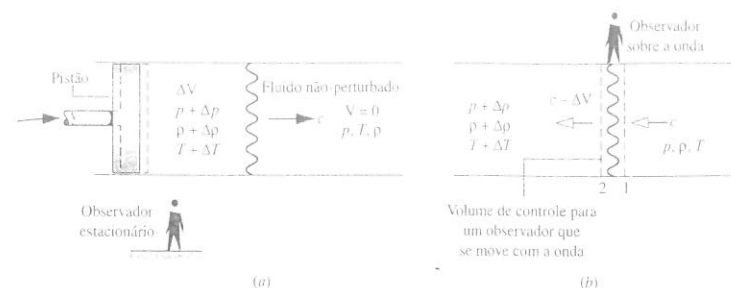 Pistão
ΔV
p + Δp
ρ + Δρ
T + ΔT
Fluido não-perturbado
V = 0
c
p, T, ρ
Observador
estacionário
(a)
Observador
sobre a onda
p + Δp
ρ + Δρ
T + ΔT
c = ΔV
c
p, ρ, T
2 1
Volume de controle para
um observador que
se move com a onda
(b)